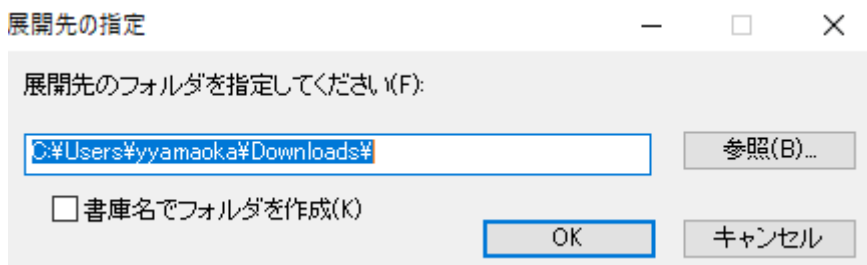 展開先の指定
展開先のフォルダを指定してください(F):
C:¥Users¥yyamaoka¥Downloads¥
参照(B)...
書庫名でフォルダを作成(K)
OK
キャンセル